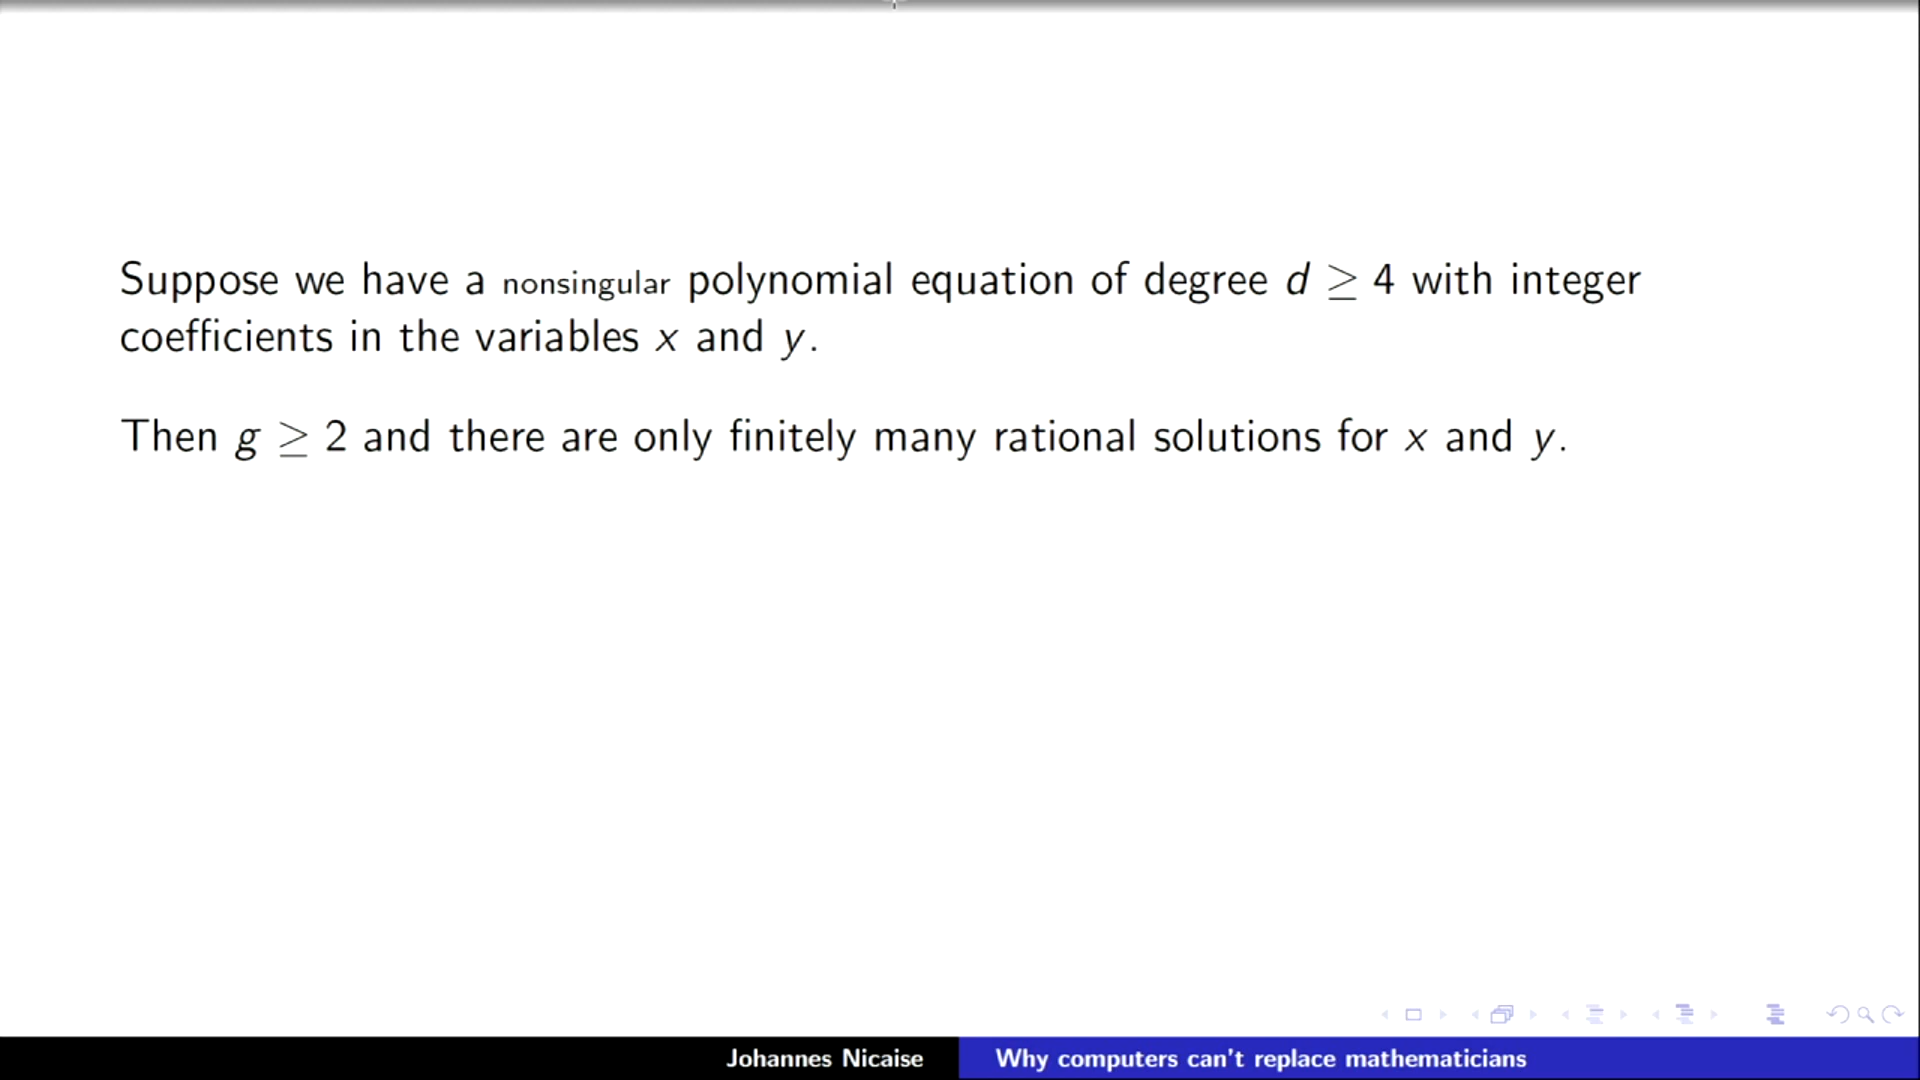 Suppose we have a nonsingular polynomial equation of degree d ≥ 4 with integer
coefficients in the variables x and y.
Then g ≥ 2 and there are only finitely many rational solutions for x and y.
Johannes Nicaise
Why computers can't replace mathematicians